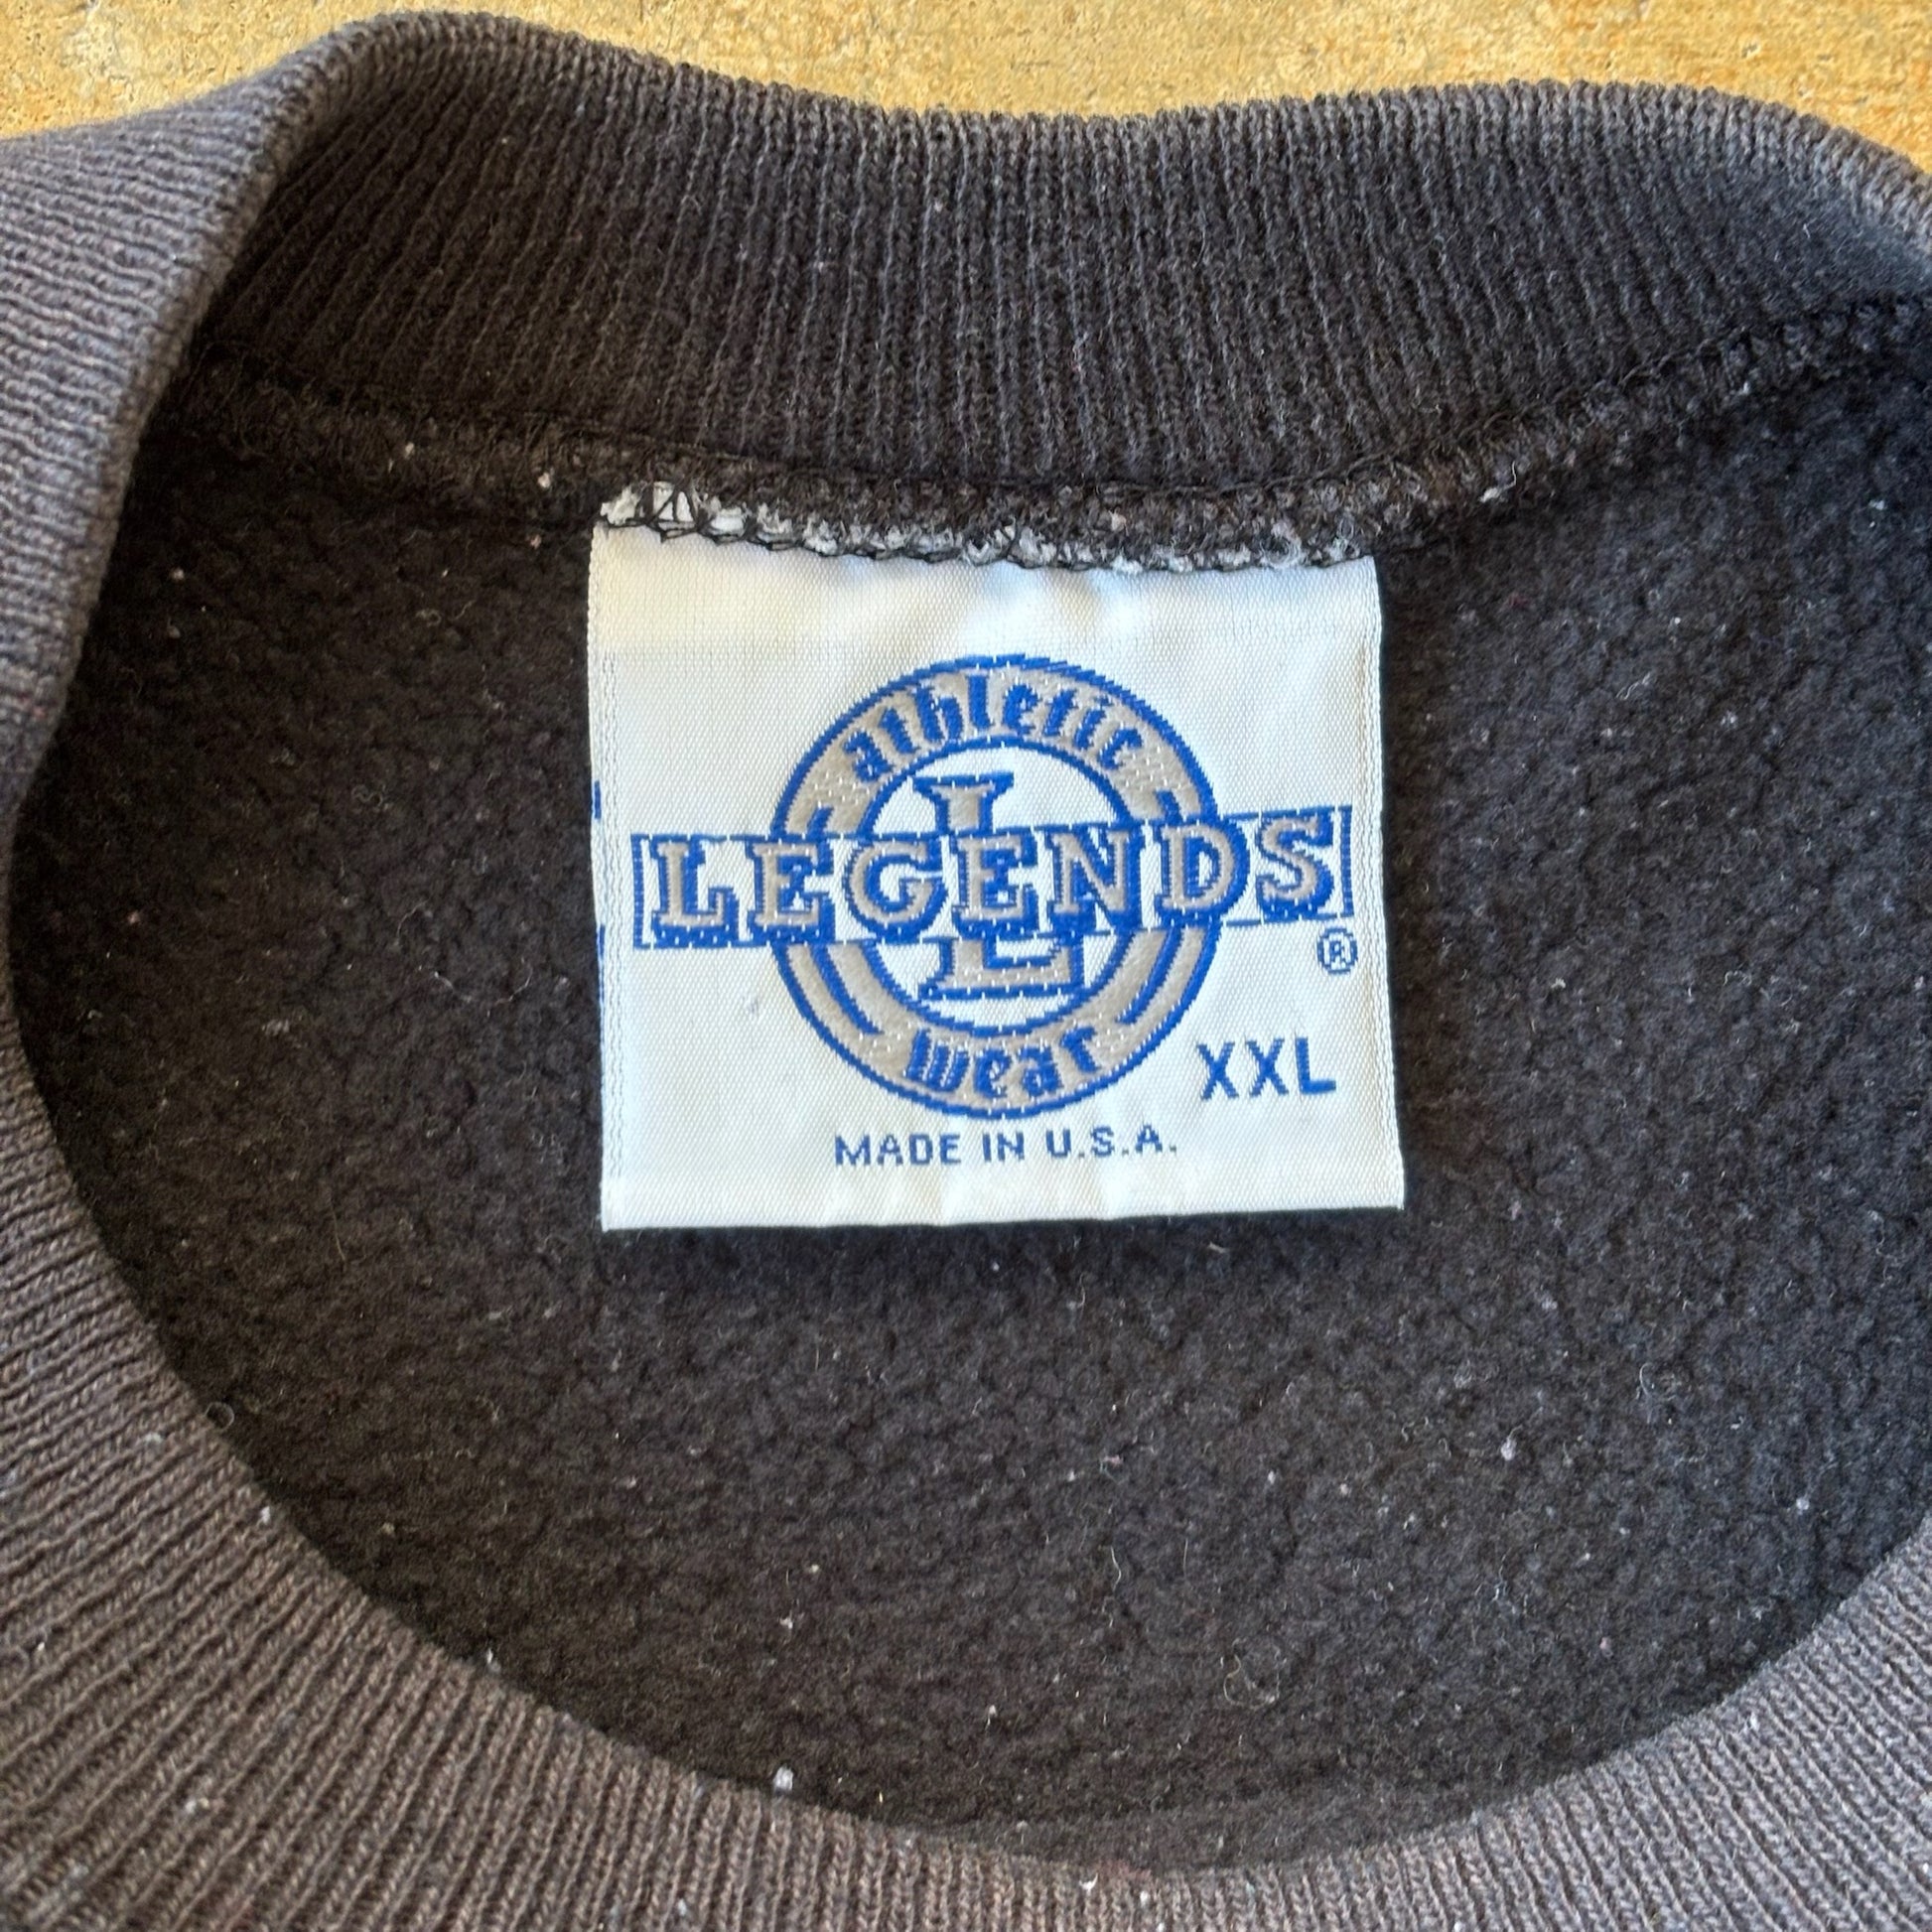 athletic
L
LEGENDS
®
wear
XXL
MADE IN U.S.A.